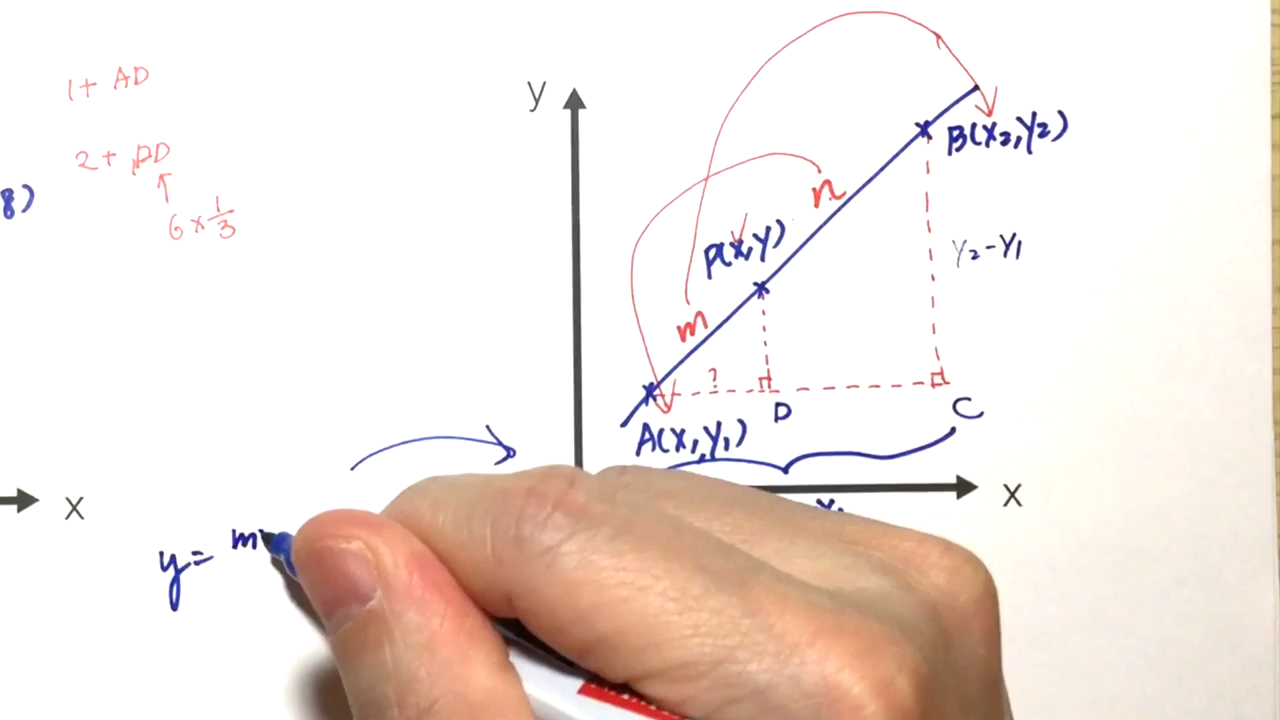 1+ AD
2+ PD
8)
6×1/3
y
B(x2,y2)
n
P(x,y)
y2-y1
m
?
D
C
A(x1,y1)
x
x
y= m